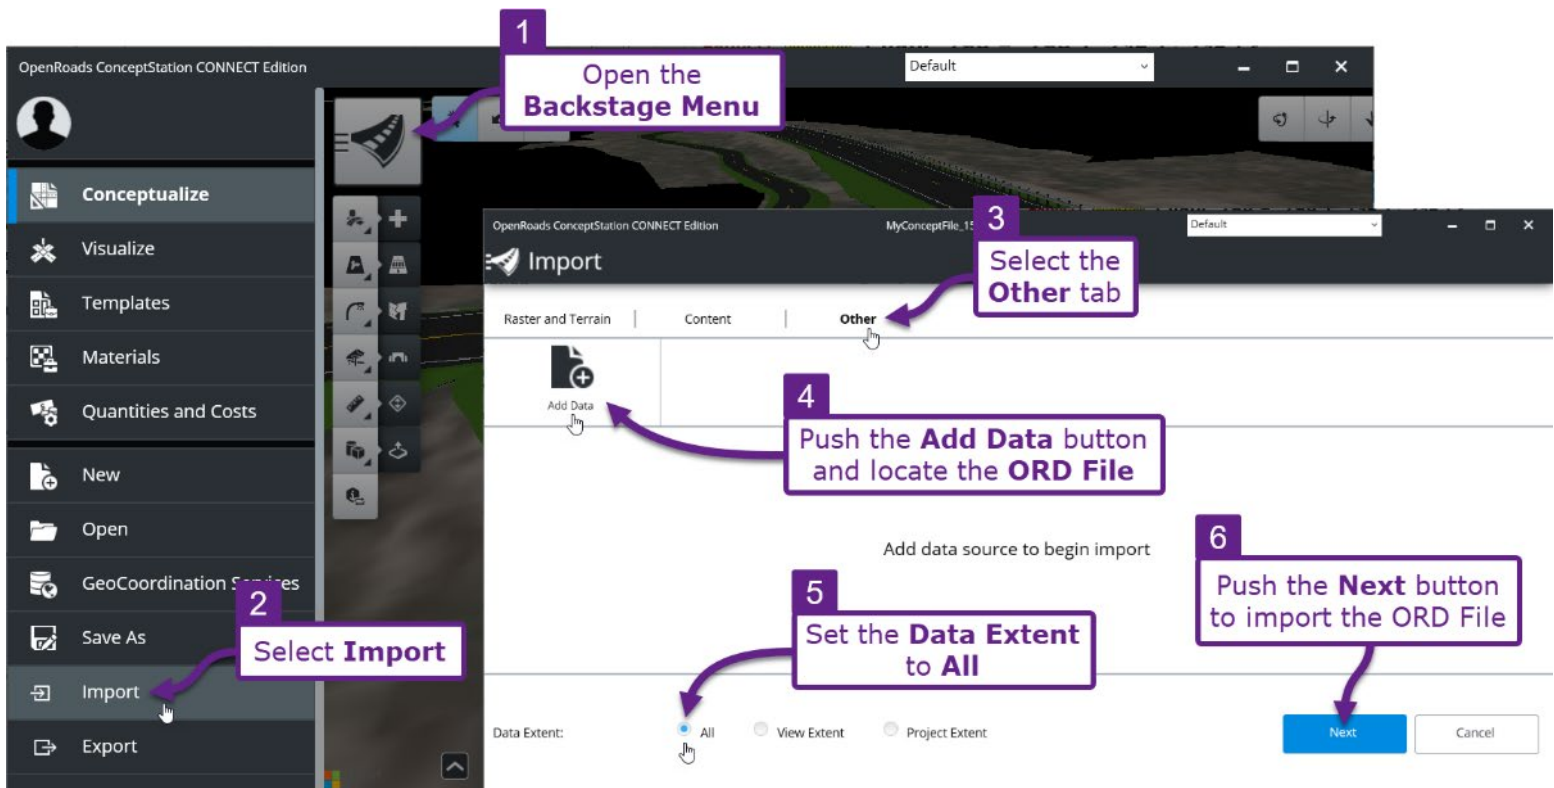 1
Open the
Backstage Menu
OpenRoads ConceptStation CONNECT Edition
Default
Conceptualize
Visualize
Templates
Materials
Quantities and Costs
New
Open
GeoCoordination Services
Save As
Import
Export
2
Select Import
OpenRoads ConceptStation CONNECT Edition
MyConceptFile_15
Default
Import
3
Select the
Other tab
Raster and Terrain
Content
Other
Add Data
4
Push the Add Data button
and locate the ORD File
Add data source to begin import
5
Set the Data Extent
to All
6
Push the Next button
to import the ORD File
Data Extent:
All
View Extent
Project Extent
Next
Cancel